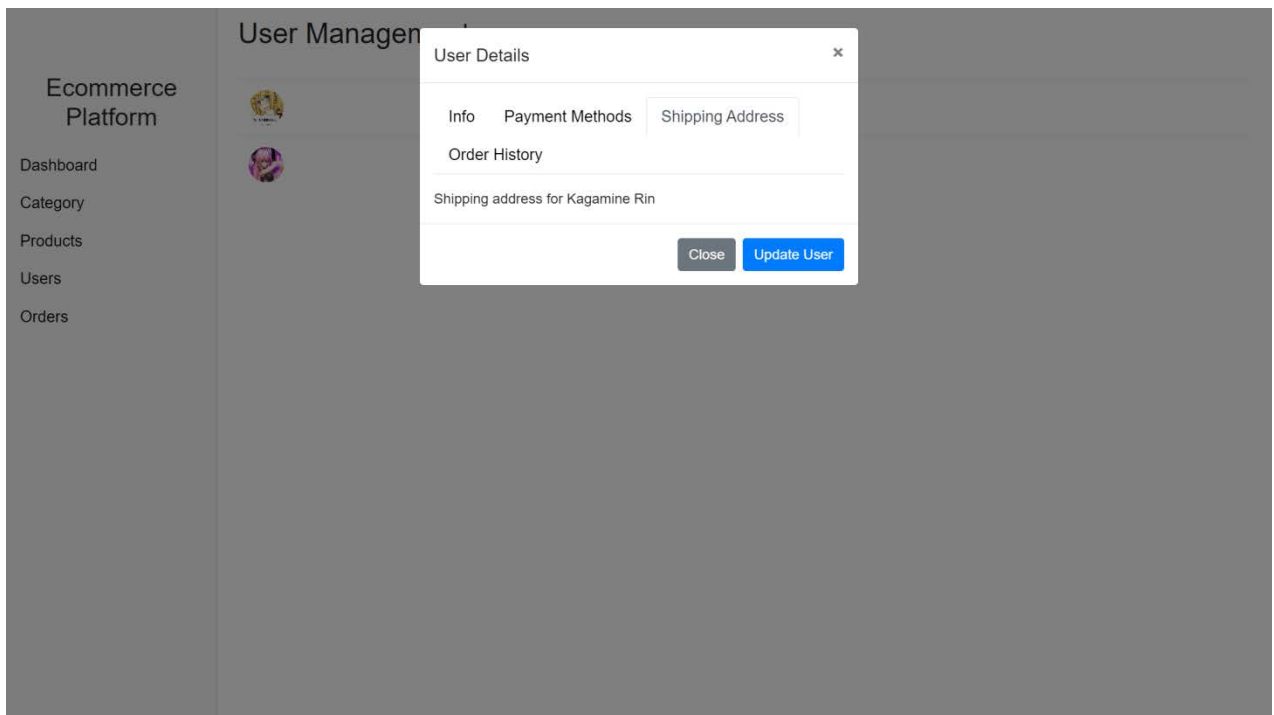 User Managem
Ecommerce
Platform
Dashboard
Category
Products
Users
Orders
User Details
×
Info Payment Methods Shipping Address
Order History
Shipping address for Kagamine Rin
Close Update User